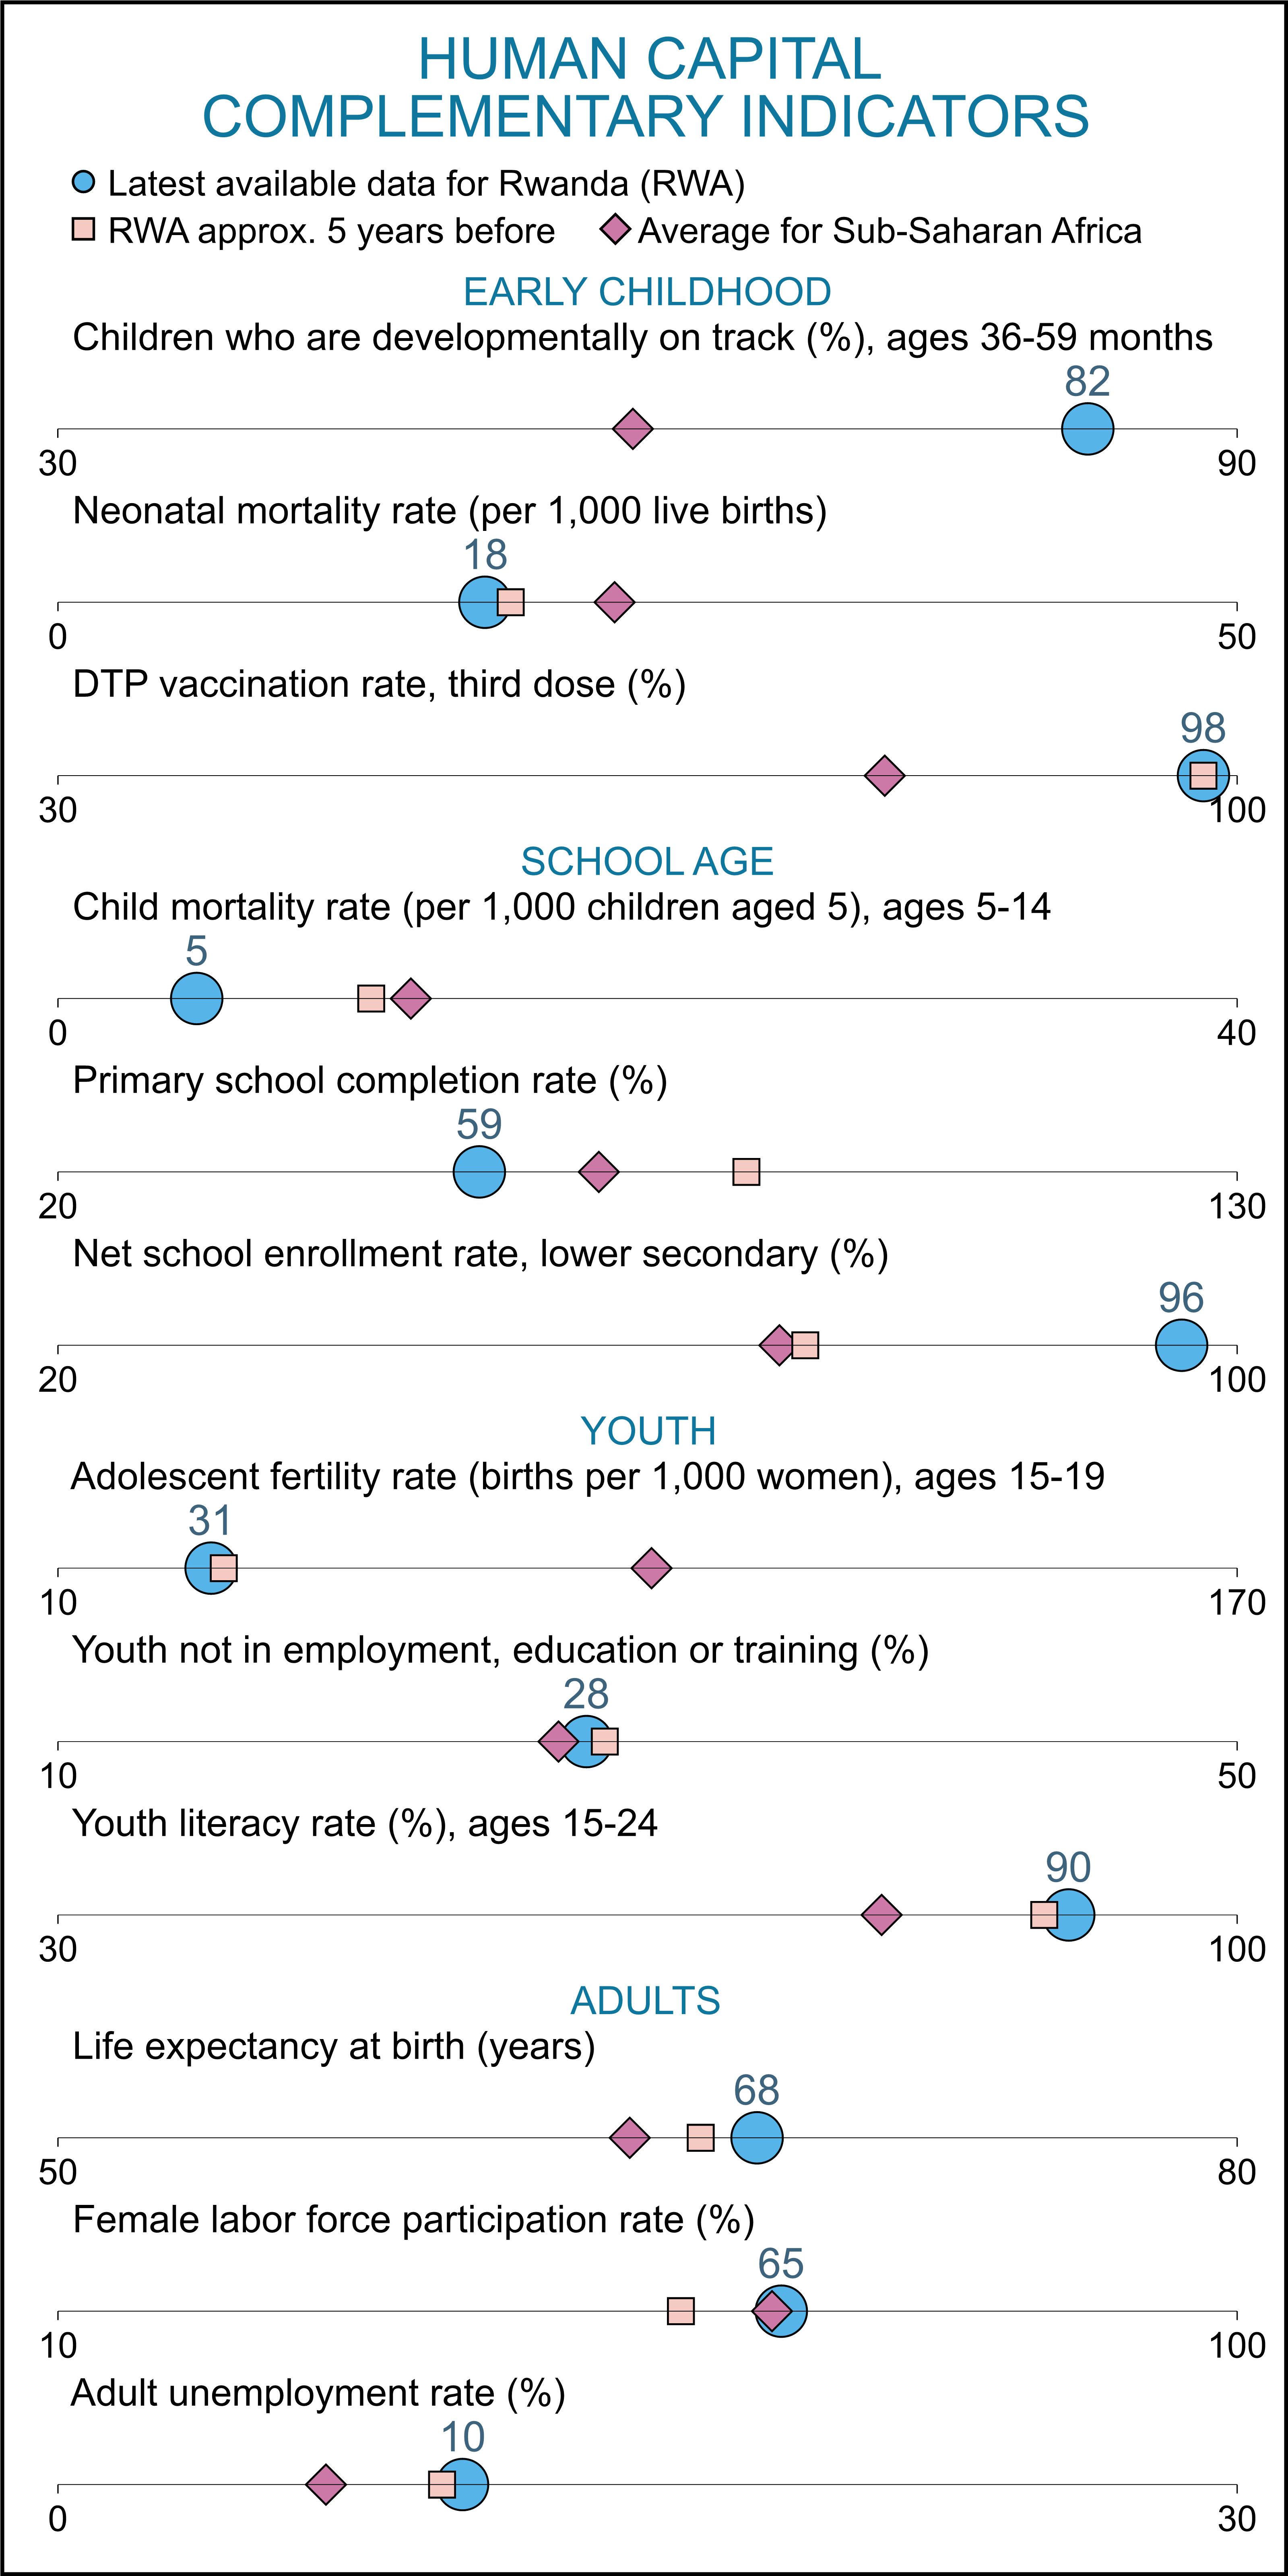 HUMAN CAPITAL
COMPLEMENTARY INDICATORS
Latest available data for Rwanda (RWA)
RWA approx. 5 years before
Average for Sub-Saharan Africa
EARLY CHILDHOOD
Children who are developmentally on track (%), ages 36-59 months
82
30
90
Neonatal mortality rate (per 1,000 live births)
18
0
50
DTP vaccination rate, third dose (%)
98
30
100
SCHOOL AGE
Child mortality rate (per 1,000 children aged 5), ages 5-14
5
0
40
Primary school completion rate (%)
59
20
130
Net school enrollment rate, lower secondary (%)
96
20
100
YOUTH
Adolescent fertility rate (births per 1,000 women), ages 15-19
31
10
170
Youth not in employment, education or training (%)
28
10
50
Youth literacy rate (%), ages 15-24
90
30
100
ADULTS
Life expectancy at birth (years)
68
50
80
Female labor force participation rate (%)
65
10
100
Adult unemployment rate (%)
10
0
30